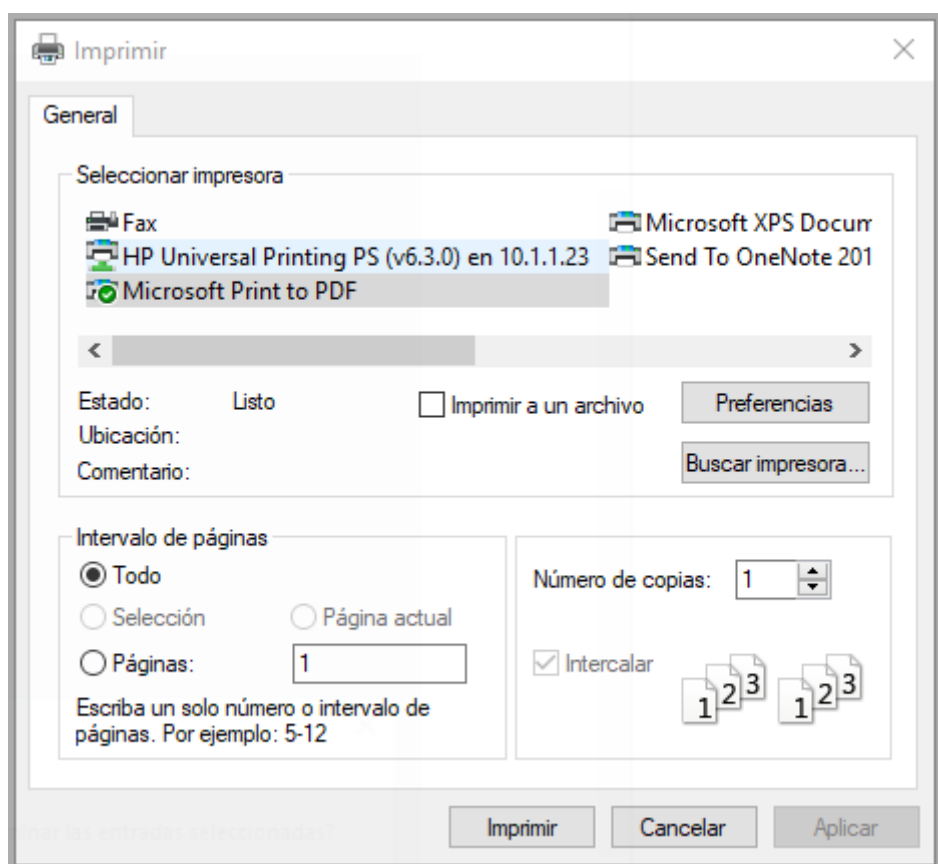 Imprimir
General
Seleccionar impresora
Fax
Microsoft XPS Docum
HP Universal Printing PS (v6.3.0) en 10.1.1.23
Send To OneNote 201
Microsoft Print to PDF
Estado: Listo
Imprimir a un archivo
Preferencias
Ubicación:
Comentario:
Buscar impresora...
Intervalo de páginas
Todo
Selección
Página actual
Páginas: 1
Escriba un solo número o intervalo de
páginas. Por ejemplo: 5-12
Número de copias: 1
Intercalar
1 2 3 1 2 3
las entradas seleccionadas?
Imprimir
Cancelar
Aplicar